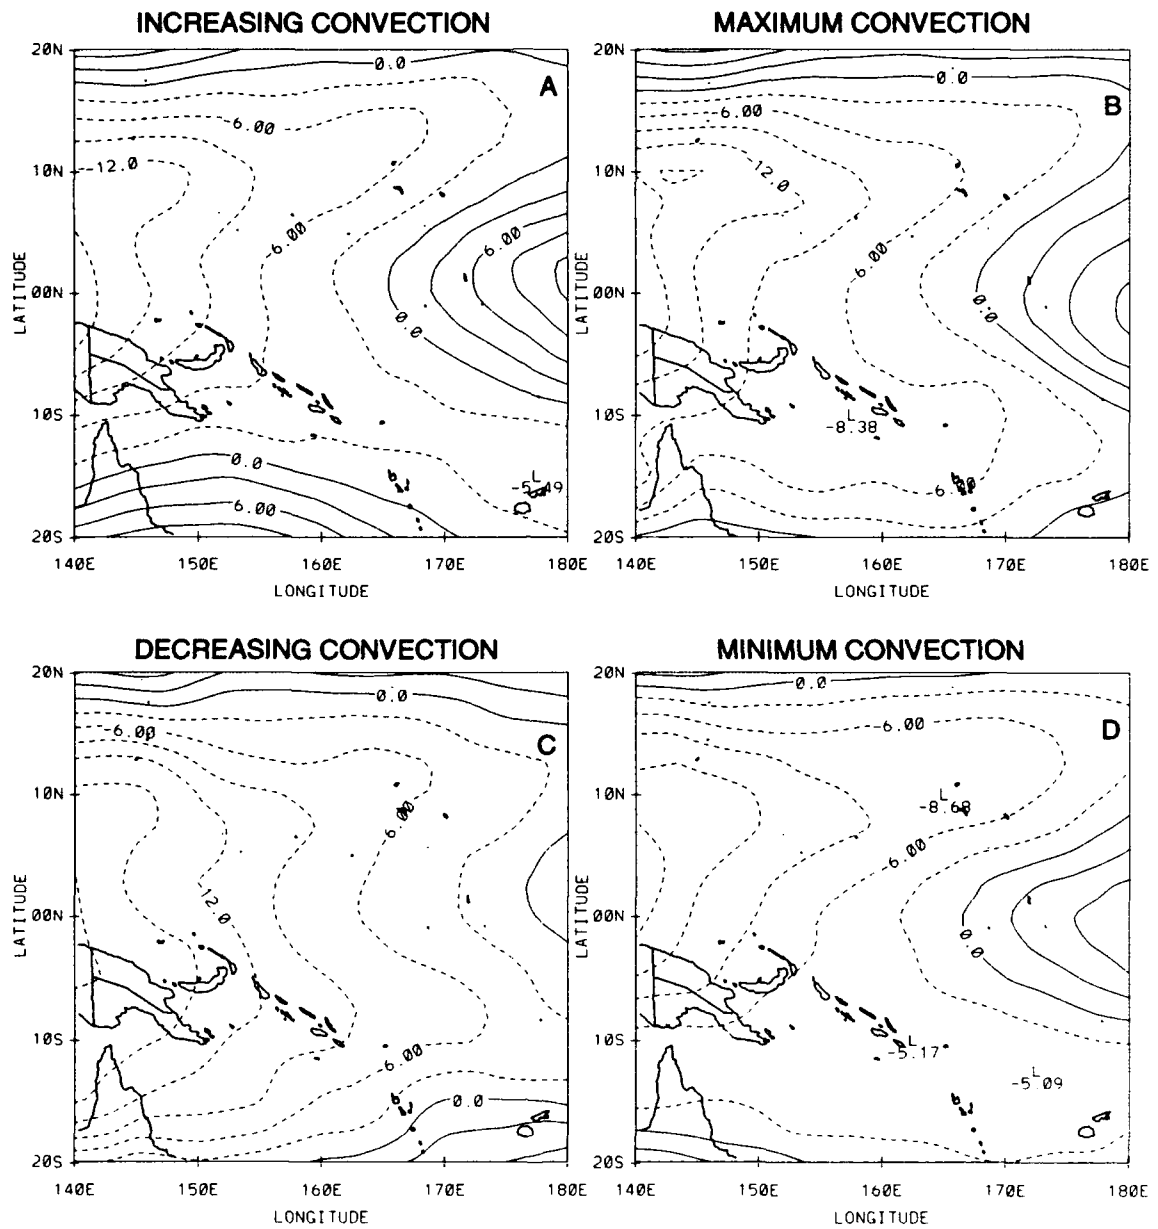 INCREASING CONVECTION
20N
10N
00N
10S
20S
LATITUDE
A
0.0
-6.00
-12.0
-6.00
6.00
0.0
0.0
6.00
L
-5.49
140E 150E 160E 170E 180
LONGITUDE
MAXIMUM CONVECTION
20N
10N
00N
10S
20S
LATITUDE
B
0.0
-6.00
12.0
6.00
0.0
L
-8.38
6.00
140E 150E 160E 170E 180E
LONGITUDE
DECREASING CONVECTION
20N
10N
00N
10S
20S
LATITUDE
C
0.0
-6.00
6.00
12.0
-6.00
0.0
140E 150E 160E 170E 180
LONGITUDE
MINIMUM CONVECTION
20N
10N
00N
10S
20S
LATITUDE
D
0.0
-6.00
L
-8.68
-6.00
0.0
L
-5.17
L
-5.09
140E 150E 160E 170E 180E
LONGITUDE